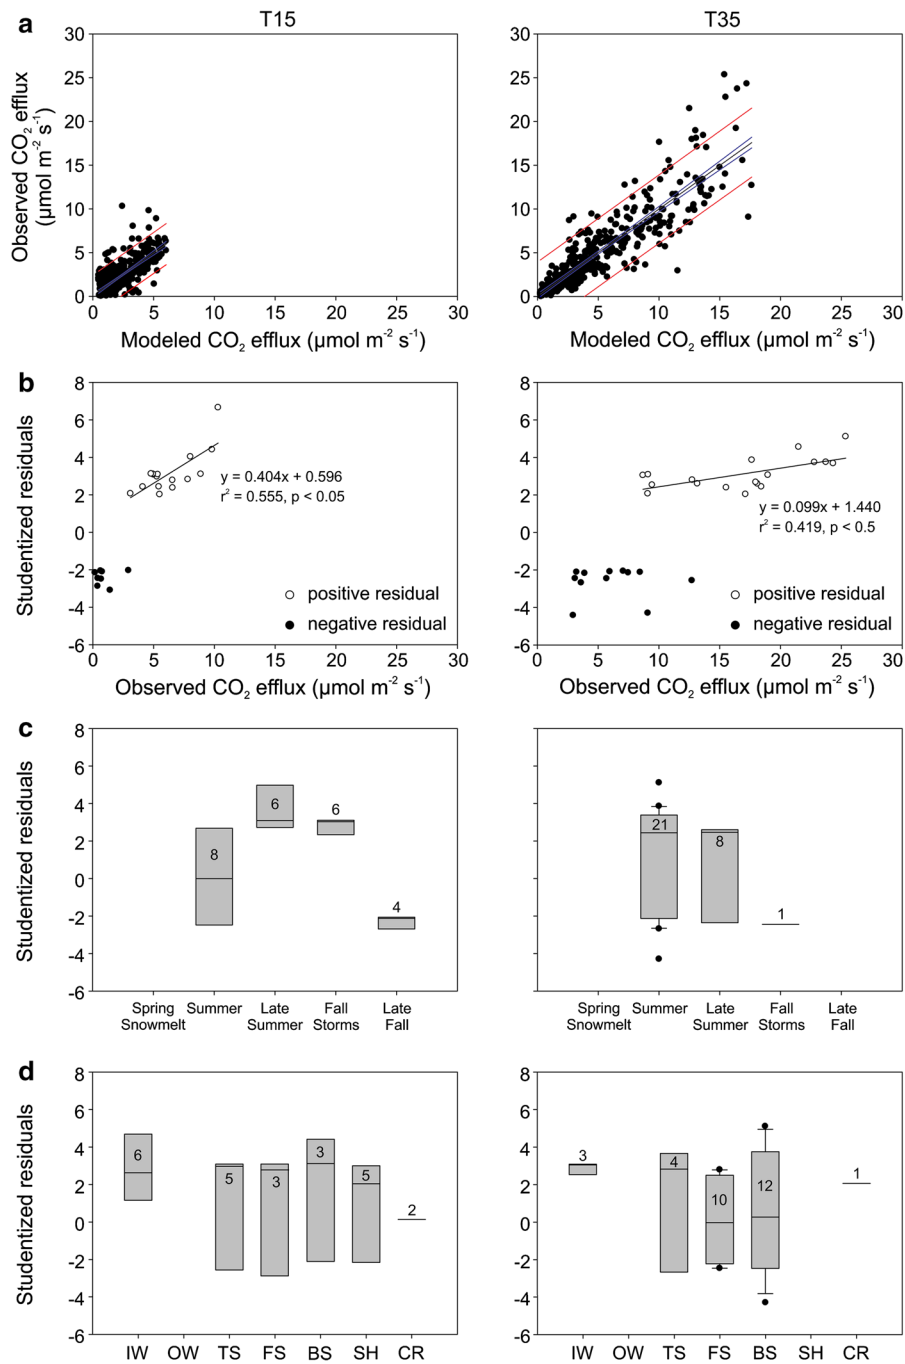 a
T15
T35
30
25
20
15
10
5
0
Observed CO2 efflux
(µmol m-2 s-1)
0 5 10 15 20 25 30
Modeled CO2 efflux (µmol m-2 s-1)
30
25
20
15
10
5
0
0 5 10 15 20 25 30
Modeled CO2 efflux (µmol m-2 s-1)
b
Studentized residuals
8
6
4
2
0
-2
-4
-6
y = 0.404x + 0.596
r2 = 0.555, p < 0.05
positive residual
negative residual
0 5 10 15 20 25 30
Observed CO2 efflux (µmol m-2 s-1)
8
6
4
2
0
-2
-4
-6
y = 0.099x + 1.440
r2 = 0.419, p < 0.5
positive residual
negative residual
0 5 10 15 20 25 30
Observed CO2 efflux (µmol m-2 s-1)
c
Studentized residuals
8
6
4
2
0
-2
-4
-6
8
6
6
4
Spring Summer Late Fall Late
Snowmelt Summer Storms Fall
21
8
1
Spring Summer Late Fall Late
Snowmelt Summer Storms Fall
d
Studentized residuals
8
6
4
2
0
-2
-4
-6
6
5
3
3
5
2
IW OW TS FS BS SH CR
8
6
4
2
0
-2
-4
-6
3
4
10
12
1
IW OW TS FS BS SH CR